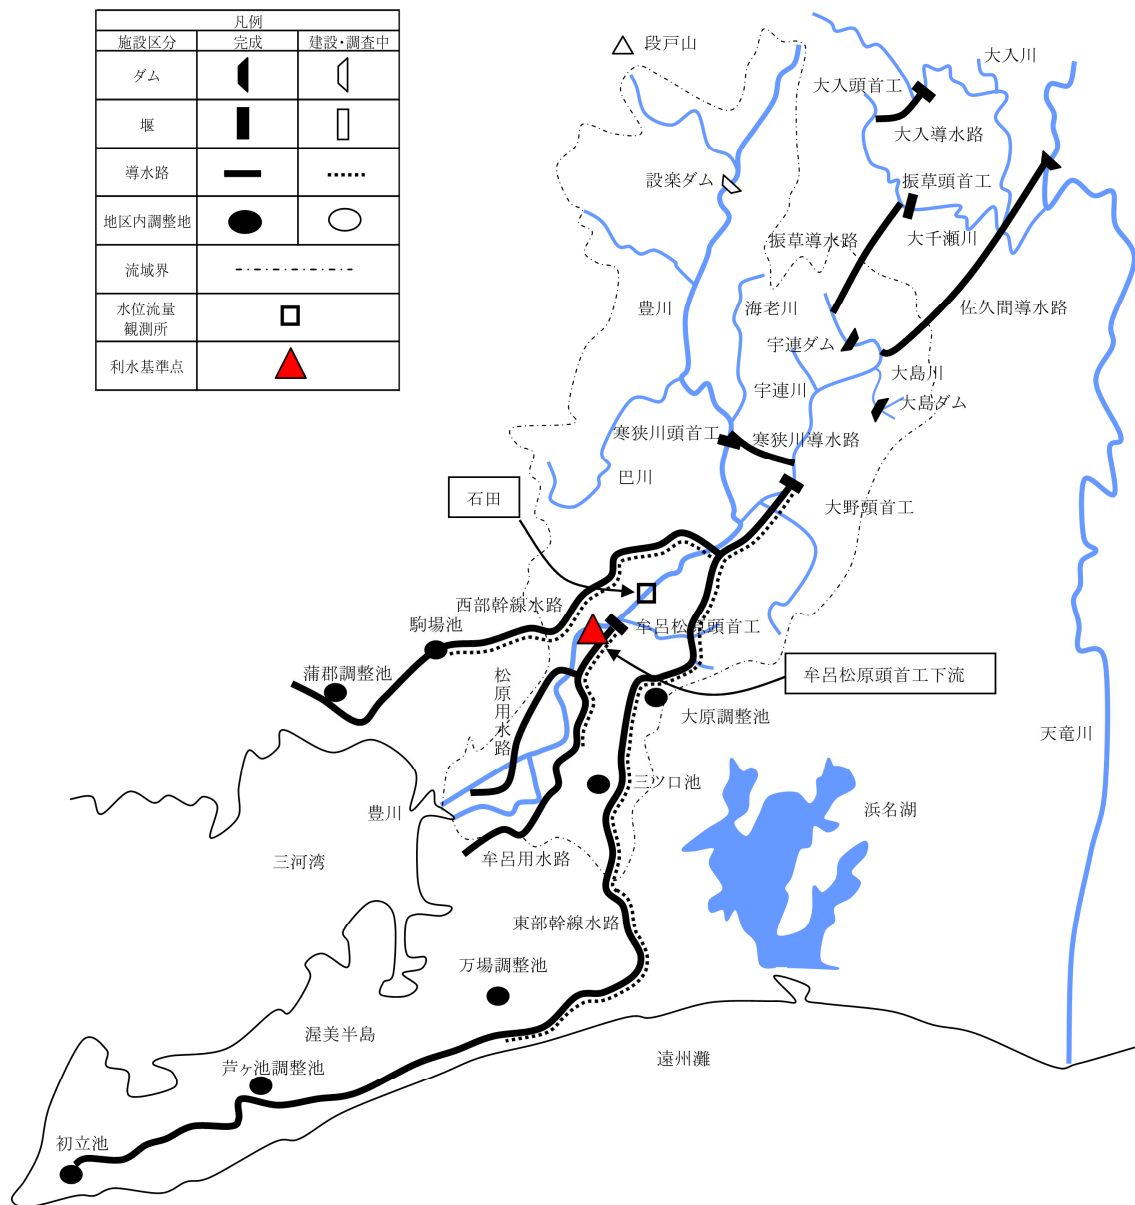 凡例
施設区分 完成 建設・調査中
ダム
堰
導水路
地区内調整地
流域界
水位流量
観測所
利水基準点
段戸山
大入川
大入頭首工
大入導水路
設楽ダム
振草頭首工
振草導水路
大千瀬川
豊川
海老川
佐久間導水路
宇連ダム
大島川
宇連川
大島ダム
寒狭川頭首工
寒狭川導水路
巴川
石田
大野頭首工
西部幹線水路
駒場池
牟呂松原頭首工
蒲郡調整池
松原用水路
牟呂松原頭首工下流
大原調整池
天竜川
三ツ口池
豊川
浜名湖
三河湾
牟呂用水路
東部幹線水路
万場調整池
渥美半島
遠州灘
芦ヶ池調整池
初立池